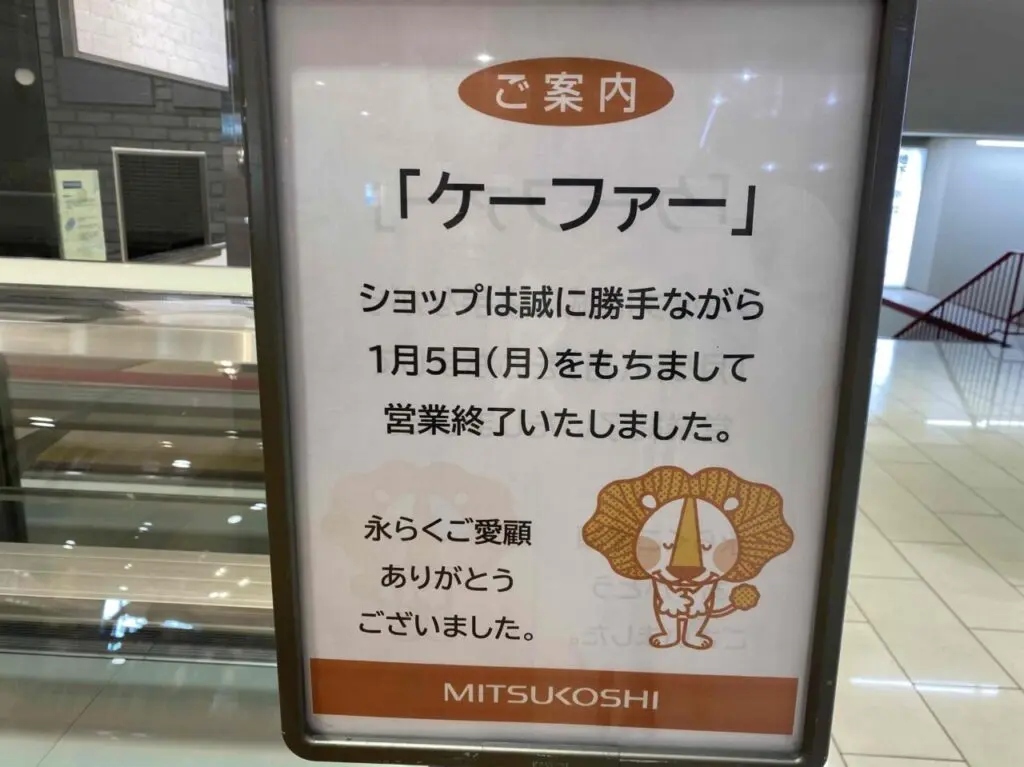 ご案内
「ケーファー」
ショップは誠に勝手ながら
1月5日(月)をもちまして
営業終了いたしました。
永らくご愛顧
ありがとう
ございました。
MITSUKOSHI